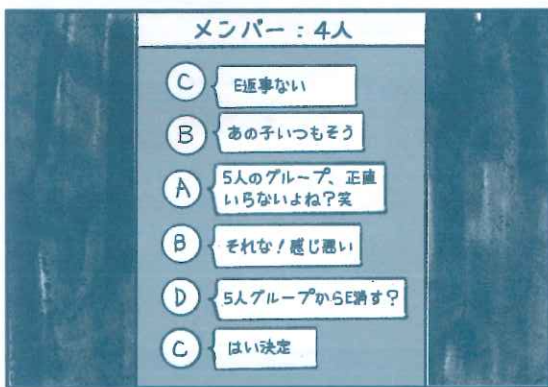 メンバー:4人
C
E返事ない
B
あの子いつもそう
A
5人のグループ、正直
いらないよね?笑
B
それな!感じ悪い
D
5人グループからE消す?
C
はい決定